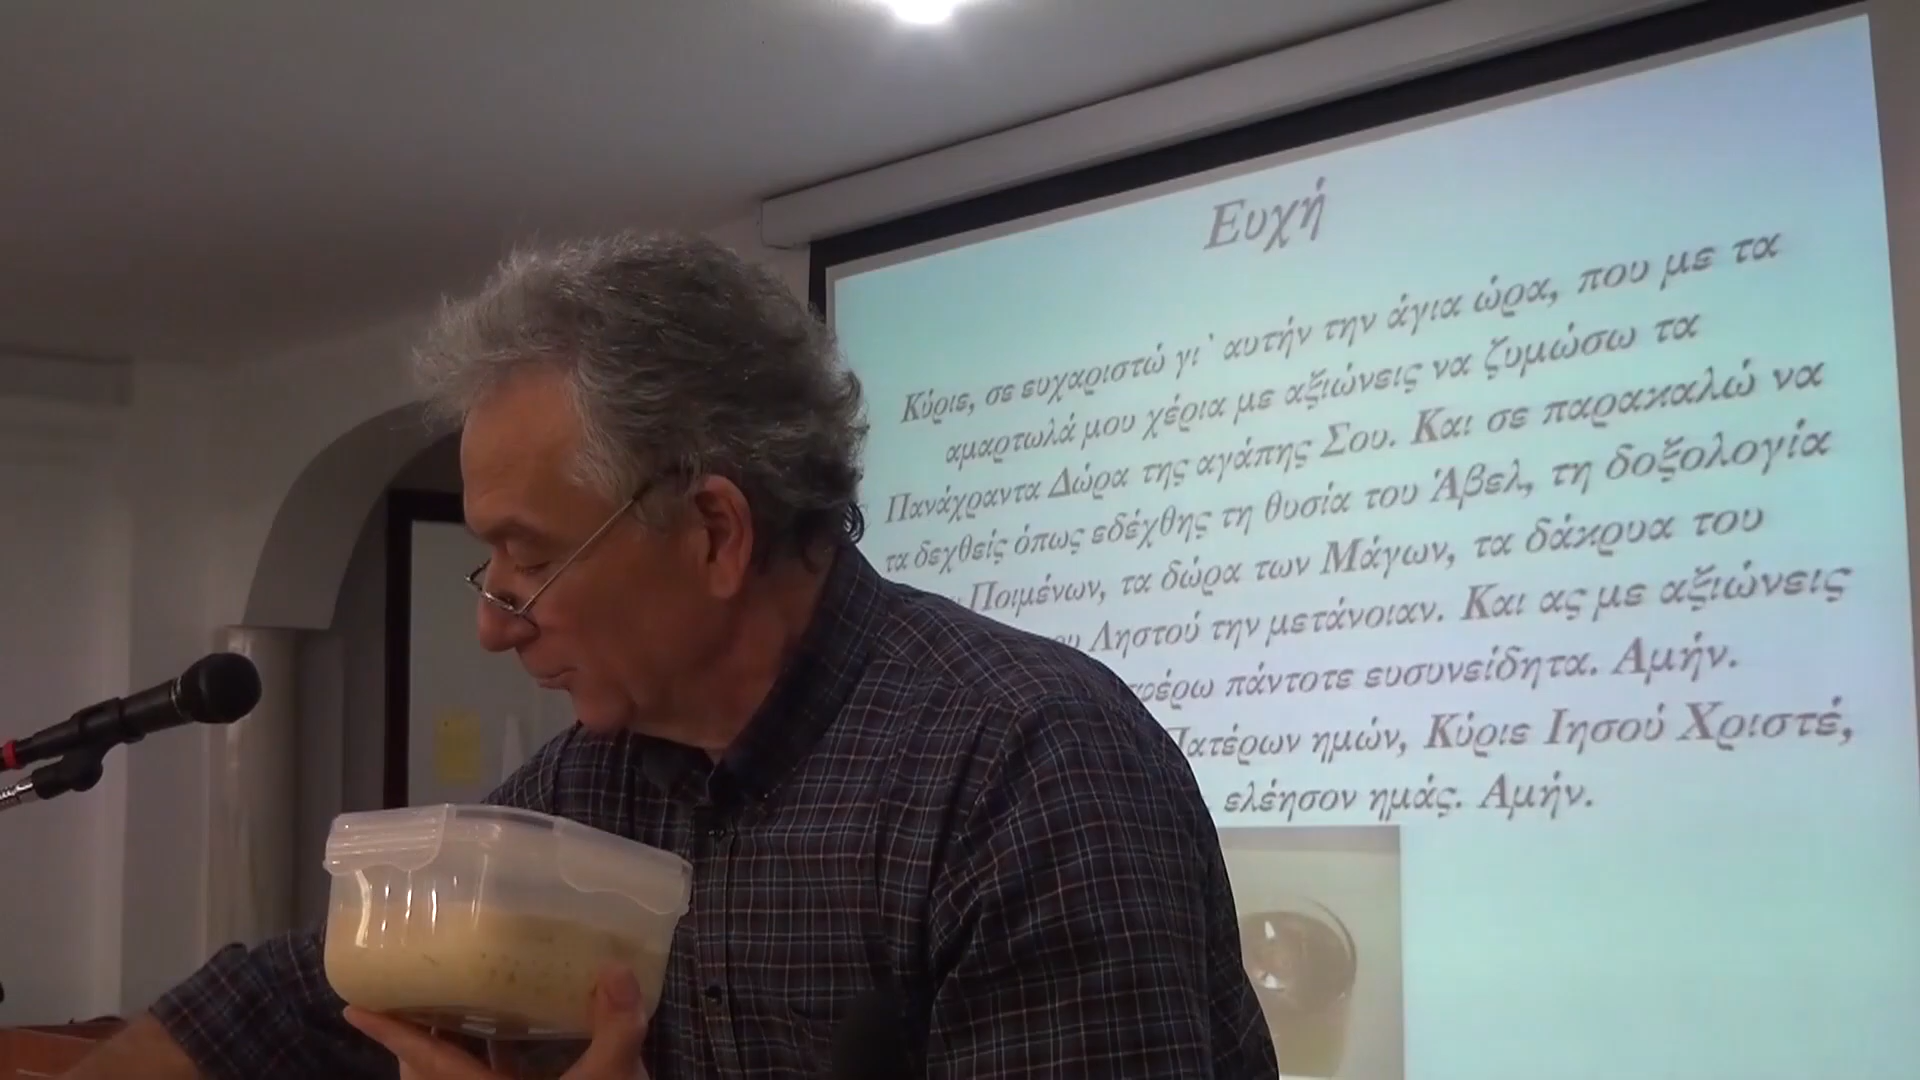 Ευχή
Κύριε, σε ευχαριστώ γι᾽ αυτήν την άγια ώρα, που με τα
αμαρτωλά μου χέρια με αξιώνεις να ζυμώσω τα
Πανάχραντα Δώρα της αγάπης Σου. Και σε παρακαλώ να
τα δεχθείς όπως εδέχθης τη θυσία του Άβελ, τη δοξολογία
Ποιμένων, τα δώρα των Μάγων, τα δάκρυα του
Ληστού την μετάνοιαν. Και ας με αξιώνεις
πάντοτε ευσυνείδητα. Αμήν.
ημών, Κύριε Ιησού Χριστέ,
ελέησον ημάς. Αμήν.